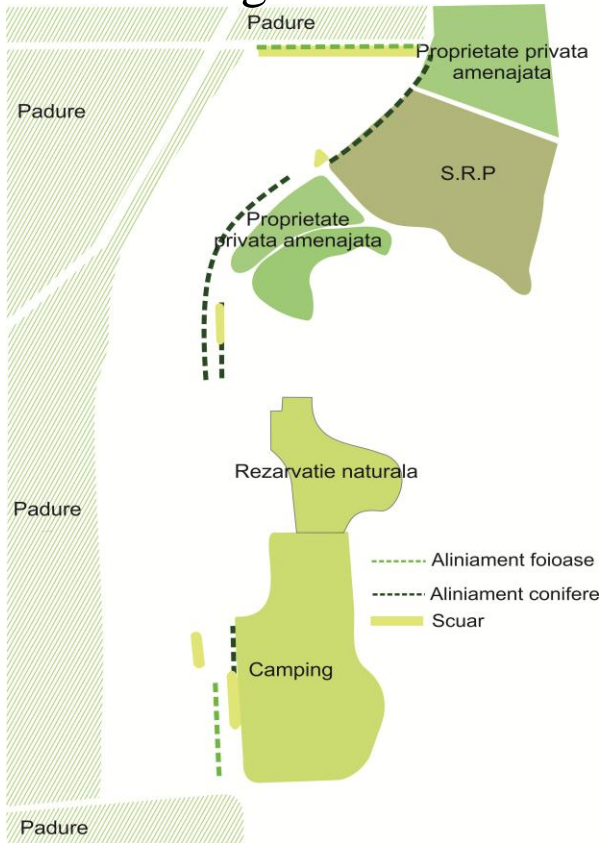 Padure
Proprietate privata
amenajata
Padure
S.R.P
Proprietate
privata amenajata
Rezarvatie naturala
Padure
Aliniament foioase
Aliniament conifere
Scuar
Camping
Padure